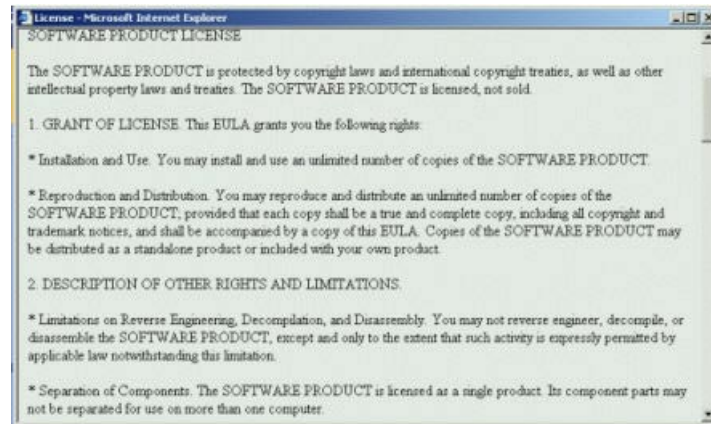 License - Microsoft Internet Explorer
SOFTWARE PRODUCT LICENSE
The SOFTWARE PRODUCT is protected by copyright laws and international copyright treaties, as well as other
intellectual property laws and treaties. The SOFTWARE PRODUCT is licensed, not sold.
1. GRANT OF LICENSE. This EULA grants you the following rights:
* Installation and Use. You may install and use an unlimited number of copies of the SOFTWARE PRODUCT.
* Reproduction and Distribution. You may reproduce and distribute an unlimited number of copies of the
SOFTWARE PRODUCT, provided that each copy shall be a true and complete copy, including all copyright and
trademark notices, and shall be accompanied by a copy of this EULA. Copies of the SOFTWARE PRODUCT may
be distributed as a standalone product or included with your own product.
2. DESCRIPTION OF OTHER RIGHTS AND LIMITATIONS.
* Limitations on Reverse Engineering, Decompilation, and Disassembly. You may not reverse engineer, decompile, or
disassemble the SOFTWARE PRODUCT, except and only to the extent that such activity is expressly permitted by
applicable law notwithstanding this limitation.
* Separation of Components. The SOFTWARE PRODUCT is licensed as a single product. Its component parts may
not be separated for use on more than one computer.